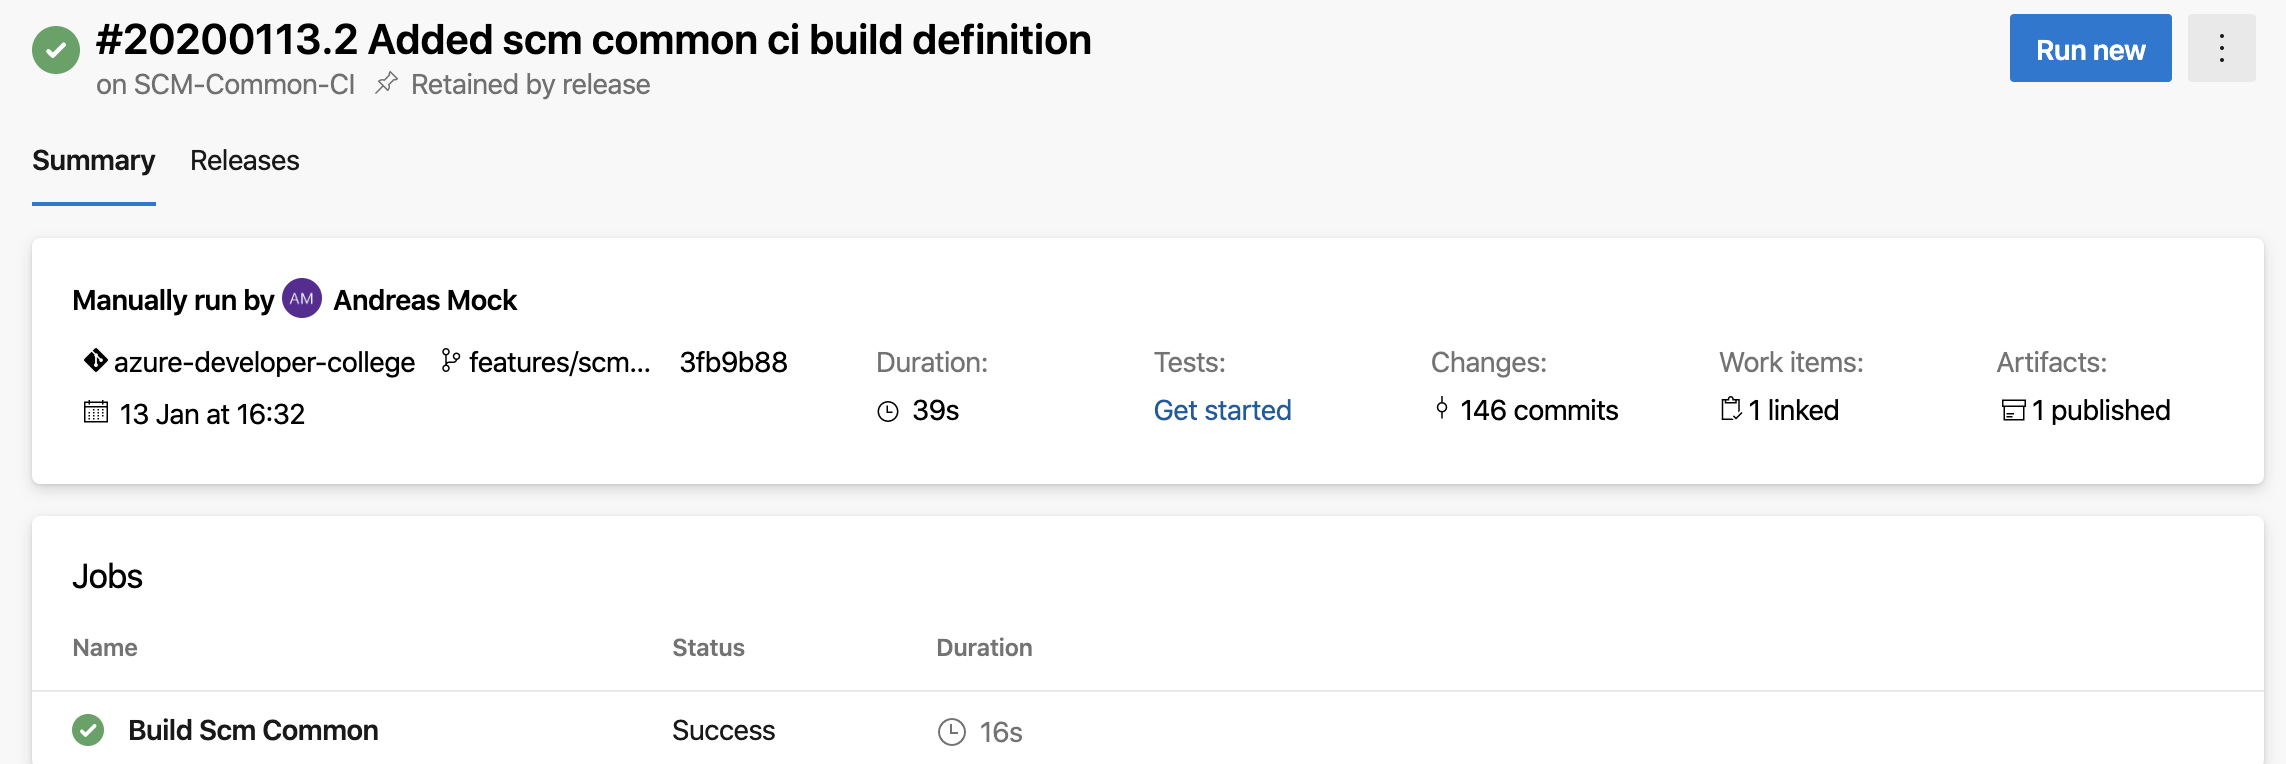 #20200113.2 Added scm common ci build definition
on SCM-Common-CI Retained by release
Run new
Summary Releases
Manually run by AM Andreas Mock
azure-developer-college features/scm... 3fb9b88
13 Jan at 16:32
Duration:
39s
Tests:
Get started
Changes:
146 commits
Work items:
1 linked
Artifacts:
1 published
Jobs
Name Status Duration
Build Scm Common Success 16s